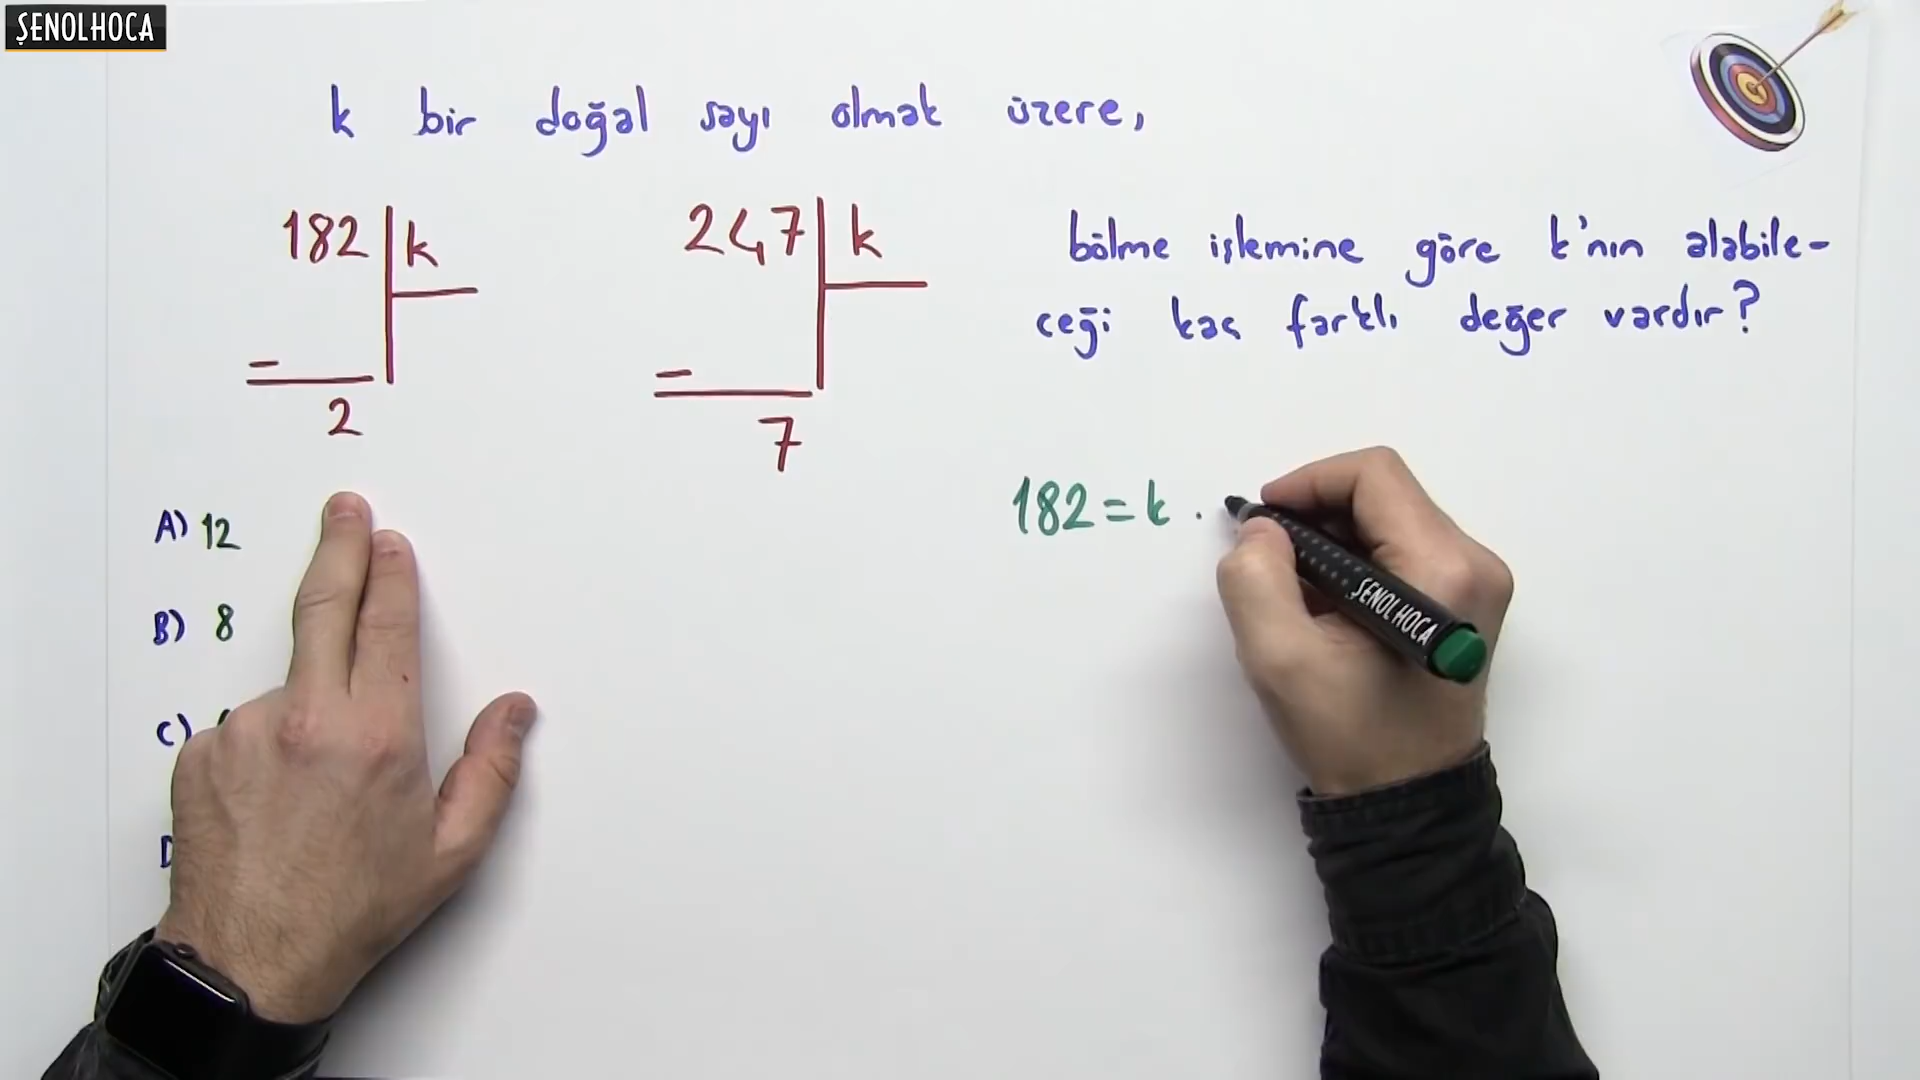 ŞENOLHOCA
k bir doğal sayı olmak üzere,
182 k
2
247 k
7
bölme işlemine göre k'nın alabile-
ceği kaç farklı değer vardır?
182 = k .
A) 12
B) 8
C)
ŞENOLHOCA